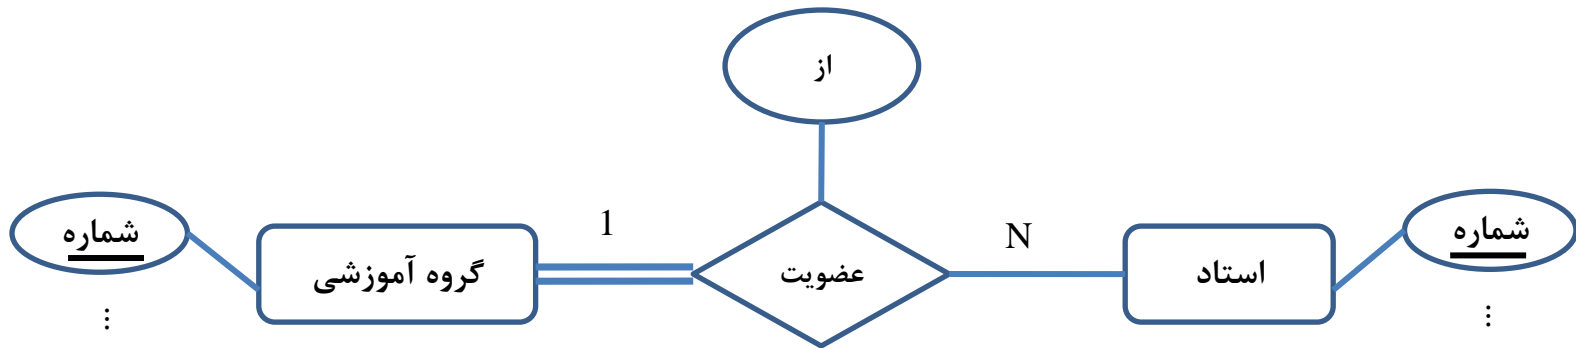 از
شماره
استاد
N
عضویت
1
گروه آموزشی
شماره
⋮
⋮